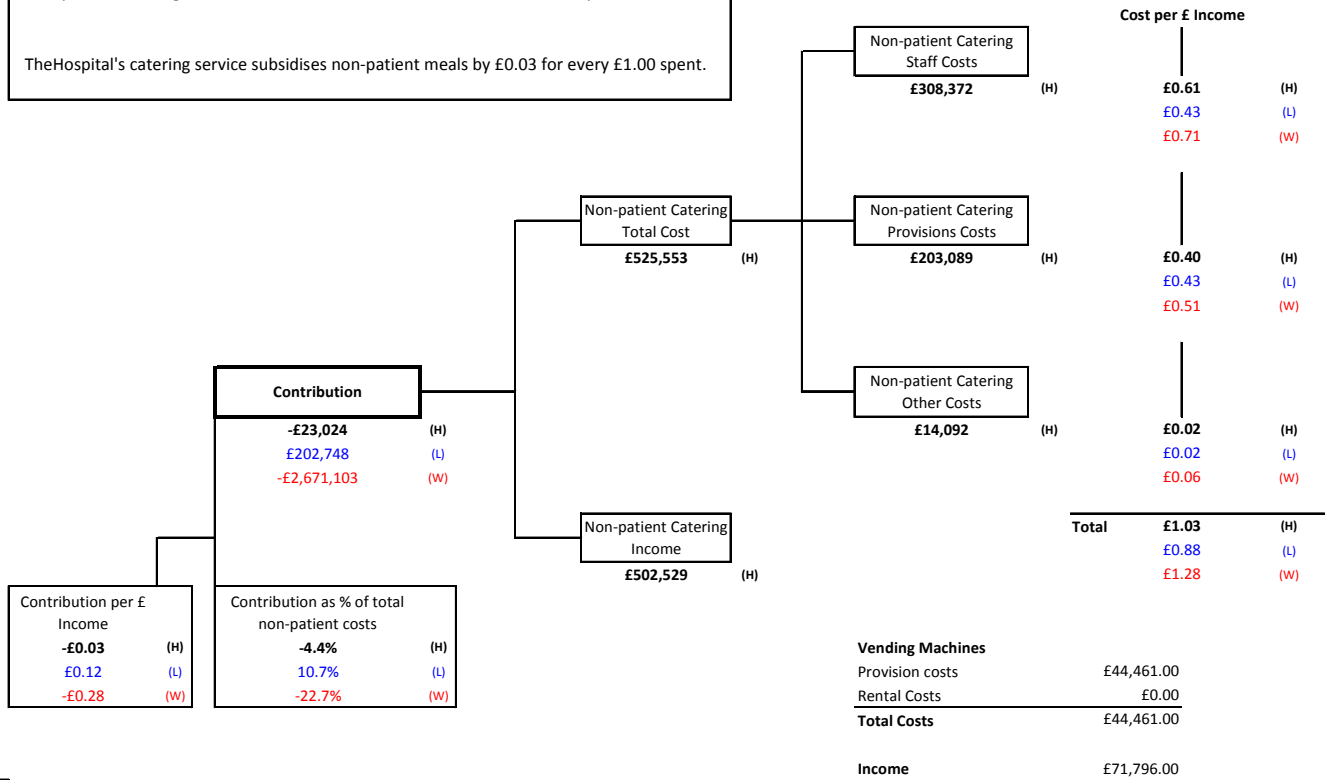 TheHospital's catering service subsidises non-patient meals by £0.03 for every £1.00 spent.
Cost per £ Income
Non-patient Catering
Staff Costs
£308,372 (H)
£0.61 (H)
£0.43 (L)
£0.71 (W)
Non-patient Catering
Total Cost
£525,553 (H)
Non-patient Catering
Provisions Costs
£203,089 (H)
£0.40 (H)
£0.43 (L)
£0.51 (W)
Contribution
-£23,024 (H)
£202,748 (L)
-£2,671,103 (W)
Non-patient Catering
Other Costs
£14,092 (H)
£0.02 (H)
£0.02 (L)
£0.06 (W)
Non-patient Catering
Income
£502,529 (H)
Total £1.03 (H)
£0.88 (L)
£1.28 (W)
Contribution per £
Income
-£0.03 (H)
£0.12 (L)
-£0.28 (W)
Contribution as % of total
non-patient costs
-4.4% (H)
10.7% (L)
-22.7% (W)
Vending Machines
Provision costs £44,461.00
Rental Costs £0.00
Total Costs £44,461.00
Income £71,796.00